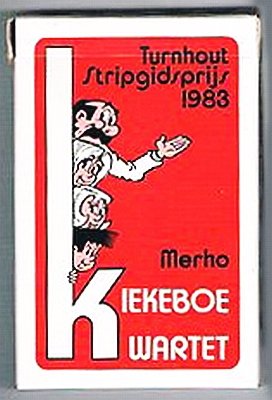 Turnhout
Stripgidsprijs
1983
Merho
KIEKEBOE
KWARTET